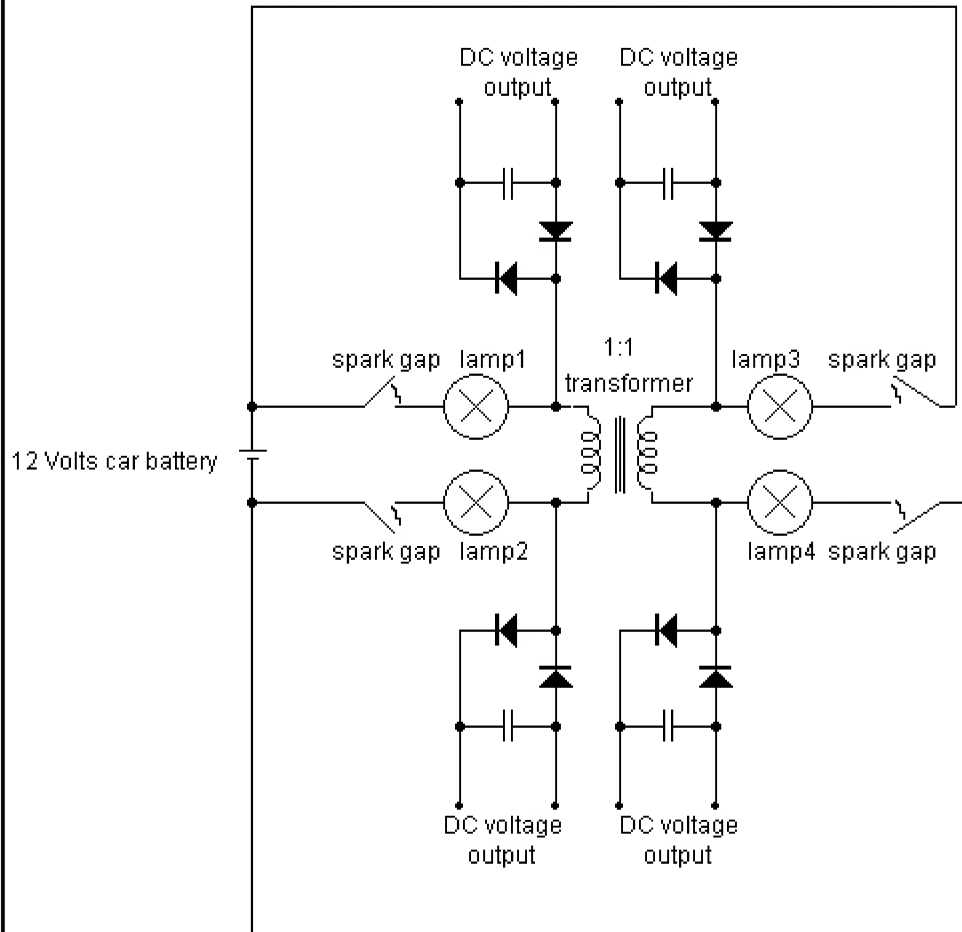 DC voltage
output
DC voltage
output
1:1
transformer
spark gap
lamp1
lamp3
spark gap
12 Volts car battery
spark gap
lamp2
lamp4
spark gap
DC voltage
output
DC voltage
output